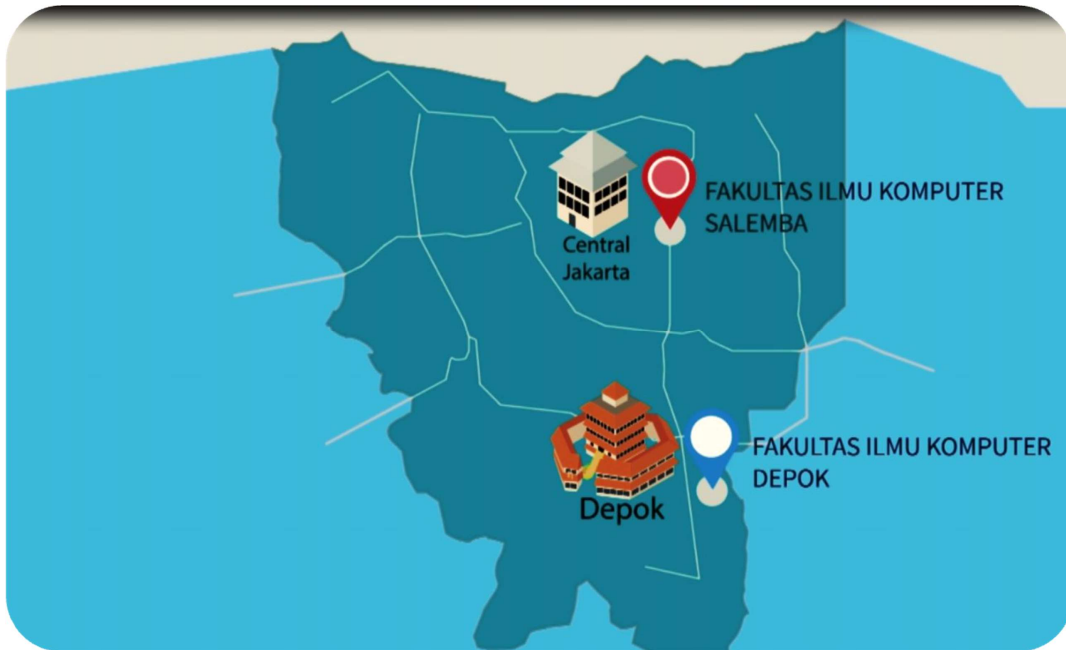 FAKULTAS ILMU KOMPUTER
SALEMBA
Central
Jakarta
FAKULTAS ILMU KOMPUTER
DEPOK
Depok